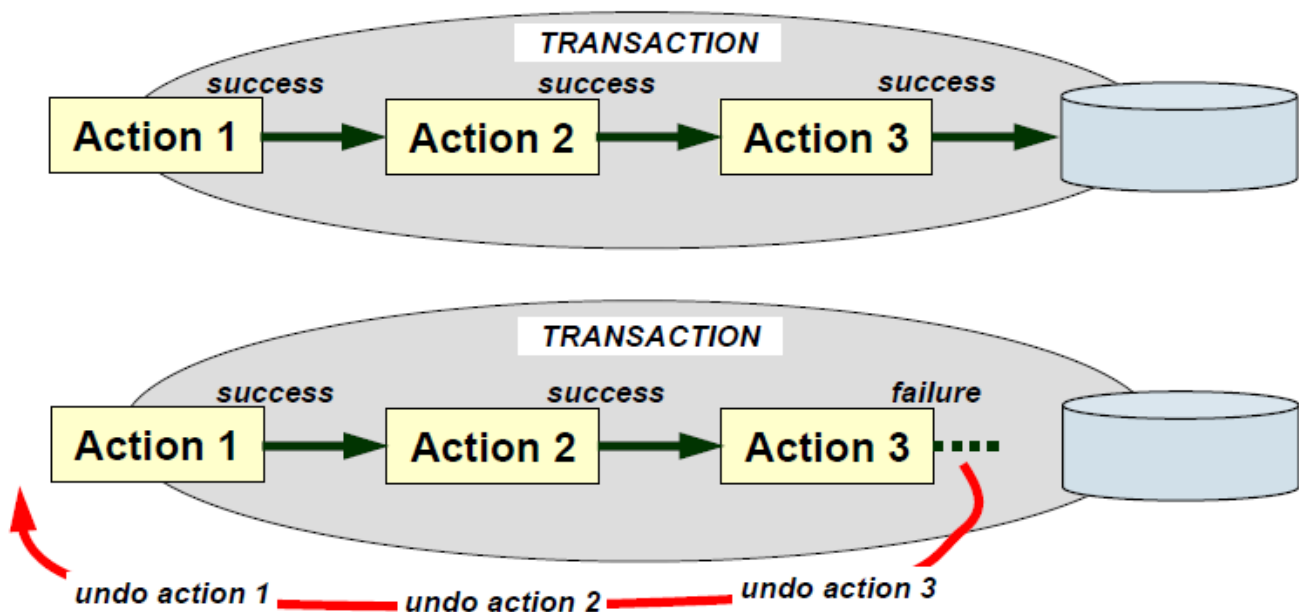 TRANSACTION
success success success
Action 1 Action 2 Action 3
TRANSACTION
success success failure
Action 1 Action 2 Action 3
undo action 1 undo action 2 undo action 3